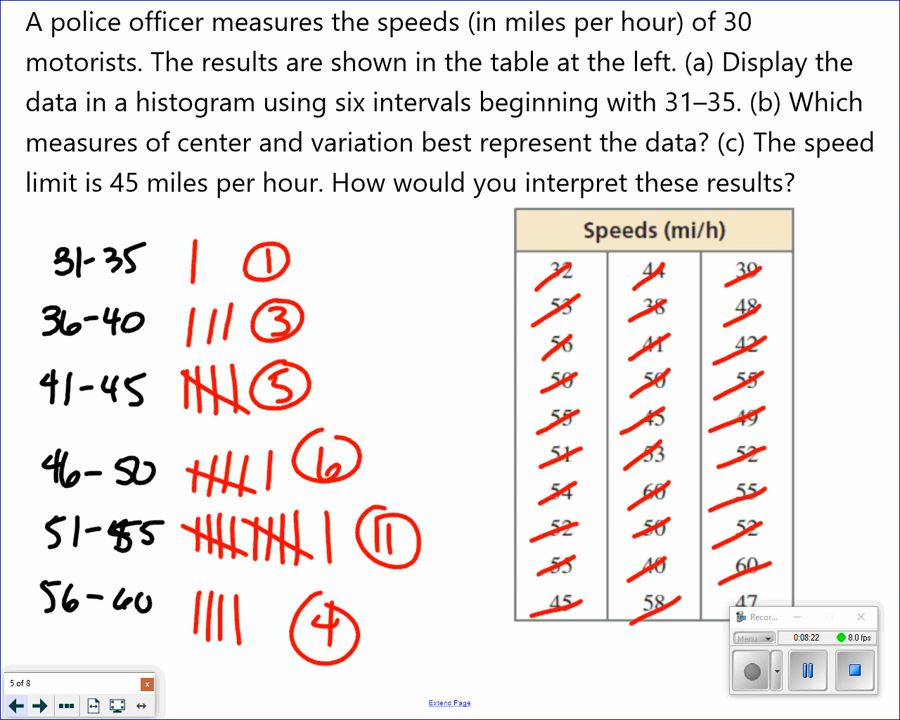 A police officer measures the speeds (in miles per hour) of 30
motorists. The results are shown in the table at the left. (a) Display the
data in a histogram using six intervals beginning with 31–35. (b) Which
measures of center and variation best represent the data? (c) The speed
limit is 45 miles per hour. How would you interpret these results?
31-35 | 1
36-40 ||| 3
41-45 5
46-50 6
51-55 11
56-60 |||| 4
Speeds (mi/h)
32 44 39
53 38 48
56 41 42
50 50 55
55 45 49
51 53 52
54 60 55
52 50 52
55 40 60
45 58 47
Recor...
Menu
0:08:22
8.0 fps
5 of 8
Extend Page